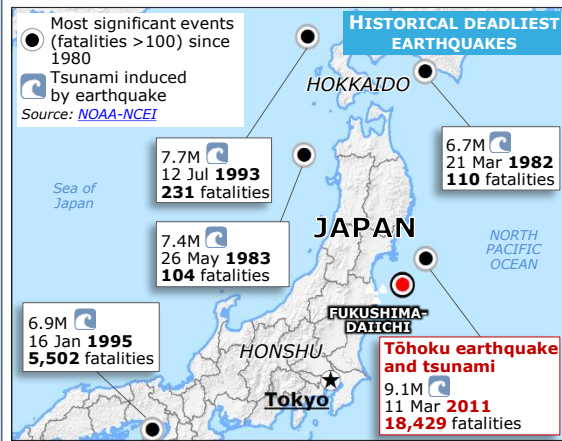 HISTORICAL DEADLIEST
EARTHQUAKES
Most significant events
(fatalities >100) since
1980
Tsunami induced
by earthquake
Source: NOAA-NCEI
HOKKAIDO
7.7M
12 Jul 1993
231 fatalities
6.7M
21 Mar 1982
110 fatalities
Sea of
Japan
JAPAN
7.4M
26 May 1983
104 fatalities
NORTH
PACIFIC
OCEAN
FUKUSHIMA-
DAIICHI
6.9M
16 Jan 1995
5,502 fatalities
HONSHU
Tokyo
Tōhoku earthquake
and tsunami
9.1M
11 Mar 2011
18,429 fatalities